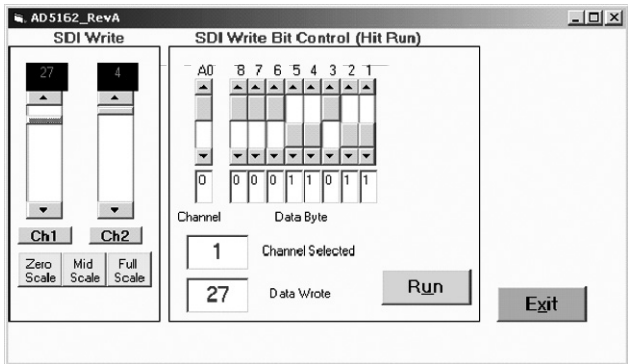 AD5162_RevA
SDI Write
SDI Write Bit Control (Hit Run)
27 4
A0 8 7 6 5 4 3 2 1
0 0 0 0 1 1 0 1 1
Channel Data Byte
Ch1 Ch2
1 Channel Selected
Zero Scale Mid Scale Full Scale
27 Data Wrote
Run
Exit